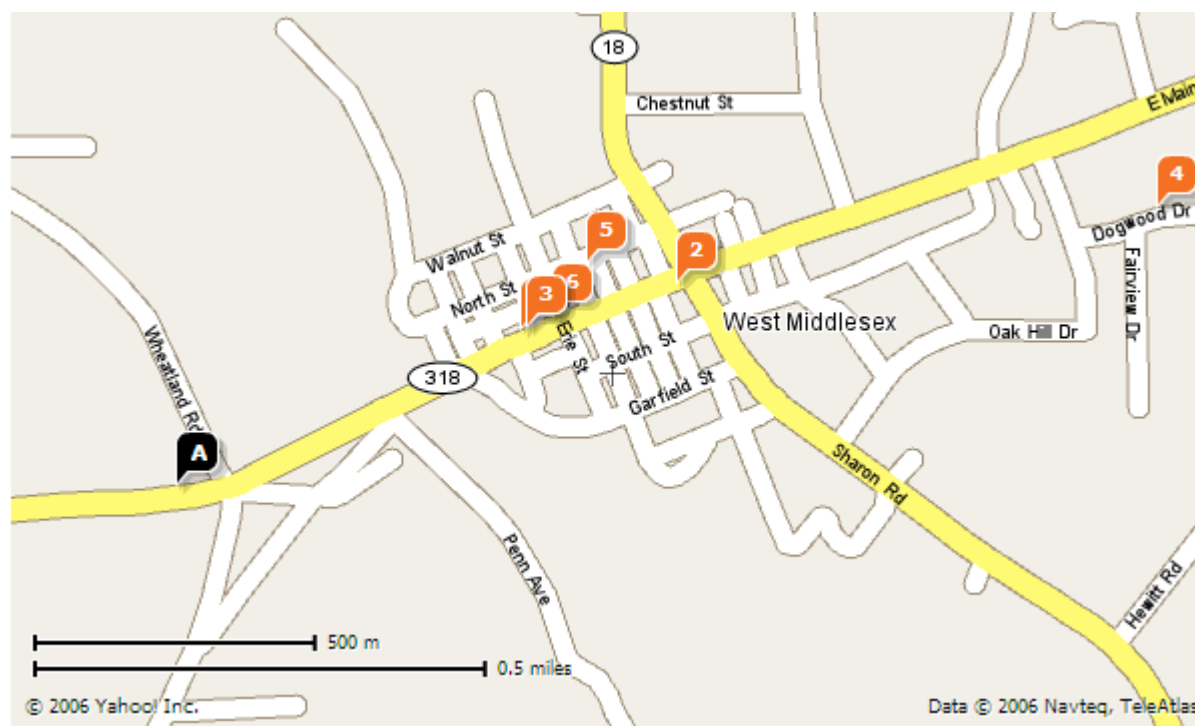 18
Chestnut St
E Main
4
Dogwood Dr
5
Walnut St
2
6
3
North St
Fairview Dr
West Middlesex
Oak Hill Dr
Erie St
South St
Wheatland Rd
318
Garfield St
A
Sharon Rd
Penn Ave
Hewitt Rd
500 m
0.5 miles
© 2006 Yahoo! Inc.
Data © 2006 Navteq, TeleAtlas